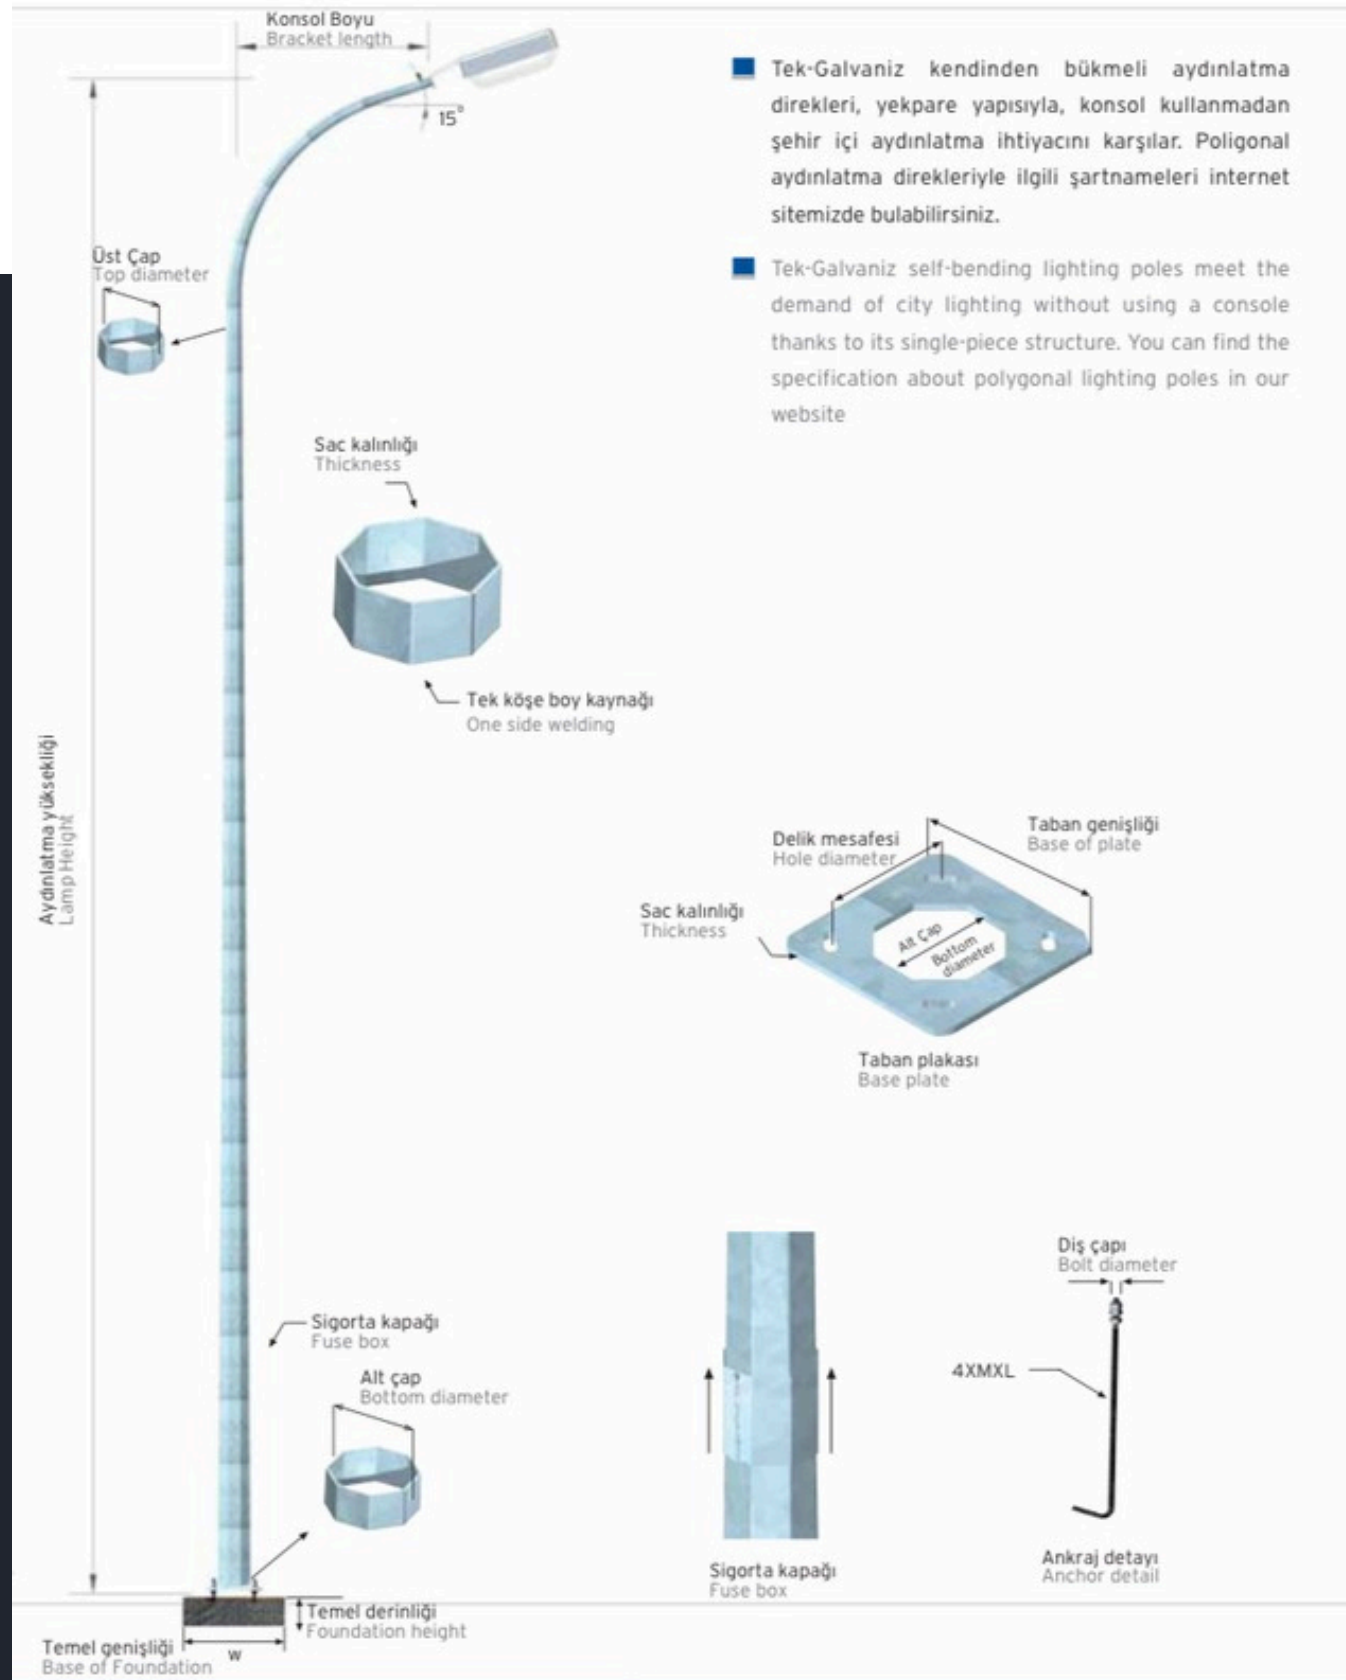 Konsol Boyu
Bracket length
15°
Tek-Galvaniz kendinden bükmeli aydınlatma
direkleri, yekpare yapısıyla, konsol kullanmadan
şehir içi aydınlatma ihtiyacını karşılar. Poligonal
aydınlatma direkleriyle ilgili şartnameleri internet
sitemizde bulabilirsiniz.
Tek-Galvaniz self-bending lighting poles meet the
demand of city lighting without using a console
thanks to its single-piece structure. You can find the
specification about polygonal lighting poles in our
website
Üst Çap
Top diameter
Sac kalınlığı
Thickness
Tek köşe boy kaynağı
One side welding
Aydınlatma yüksekliği
Lamp Height
Delik mesafesi
Hole diameter
Taban genişliği
Base of plate
Sac kalınlığı
Thickness
Alt Çap
Bottom
diameter
Taban plakası
Base plate
Sigorta kapağı
Fuse box
Alt çap
Bottom diameter
Diş çapı
Bolt diameter
4XMXL
Sigorta kapağı
Fuse box
Ankraj detayı
Anchor detail
Temel derinliği
Foundation height
Temel genişliği
Base of Foundation
W